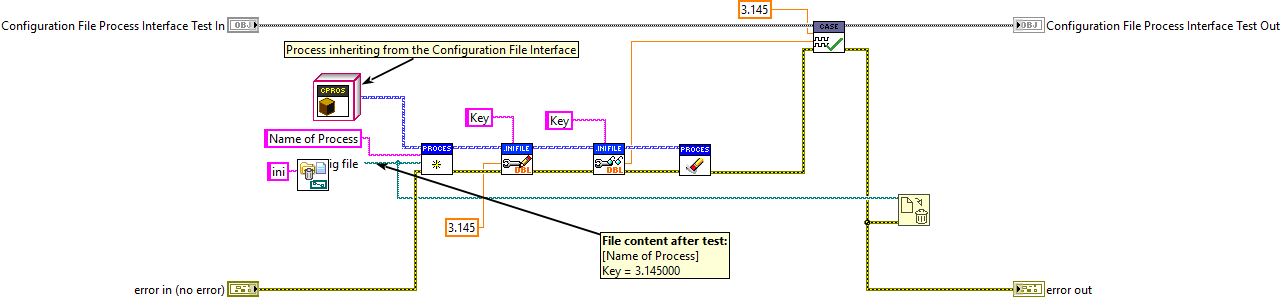 3.145
Configuration File Process Interface Test In
OBJ
CASE
OBJ
Configuration File Process Interface Test Out
Process inheriting from the Configuration File Interface
CPROS
Key
Key
Name of Process
PROCES
.INIFILE
.INIFILE
PROCES
ini
ig file
DBL
DBL
3.145
File content after test:
[Name of Process]
Key = 3.145000
error in (no error)
error out